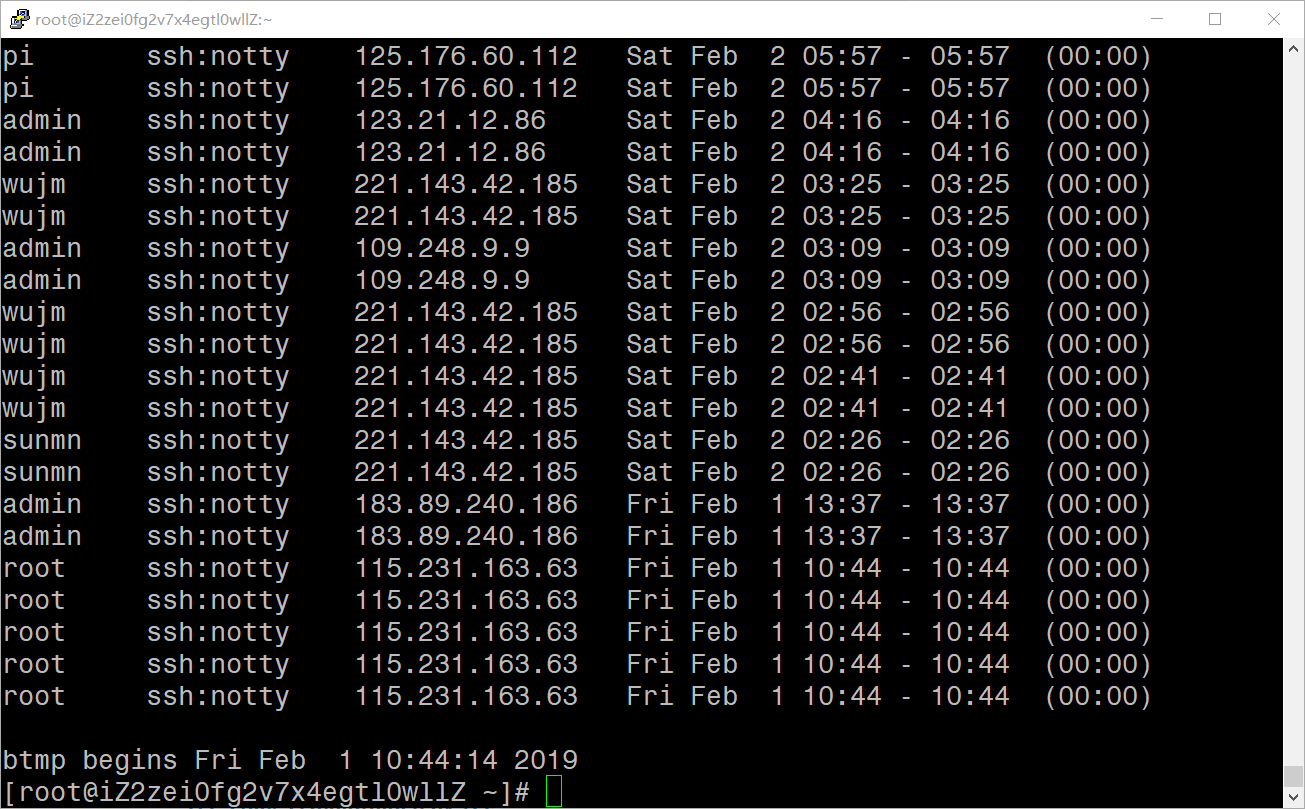 root@iZ2zei0fg2v7x4egtl0wllZ:~
pi       ssh:notty    125.176.60.112   Sat Feb  2 05:57 - 05:57  (00:00)
pi       ssh:notty    125.176.60.112   Sat Feb  2 05:57 - 05:57  (00:00)
admin    ssh:notty    123.21.12.86     Sat Feb  2 04:16 - 04:16  (00:00)
admin    ssh:notty    123.21.12.86     Sat Feb  2 04:16 - 04:16  (00:00)
wujm     ssh:notty    221.143.42.185   Sat Feb  2 03:25 - 03:25  (00:00)
wujm     ssh:notty    221.143.42.185   Sat Feb  2 03:25 - 03:25  (00:00)
admin    ssh:notty    109.248.9.9      Sat Feb  2 03:09 - 03:09  (00:00)
admin    ssh:notty    109.248.9.9      Sat Feb  2 03:09 - 03:09  (00:00)
wujm     ssh:notty    221.143.42.185   Sat Feb  2 02:56 - 02:56  (00:00)
wujm     ssh:notty    221.143.42.185   Sat Feb  2 02:56 - 02:56  (00:00)
wujm     ssh:notty    221.143.42.185   Sat Feb  2 02:41 - 02:41  (00:00)
wujm     ssh:notty    221.143.42.185   Sat Feb  2 02:41 - 02:41  (00:00)
sunmn    ssh:notty    221.143.42.185   Sat Feb  2 02:26 - 02:26  (00:00)
sunmn    ssh:notty    221.143.42.185   Sat Feb  2 02:26 - 02:26  (00:00)
admin    ssh:notty    183.89.240.186   Fri Feb  1 13:37 - 13:37  (00:00)
admin    ssh:notty    183.89.240.186   Fri Feb  1 13:37 - 13:37  (00:00)
root     ssh:notty    115.231.163.63   Fri Feb  1 10:44 - 10:44  (00:00)
root     ssh:notty    115.231.163.63   Fri Feb  1 10:44 - 10:44  (00:00)
root     ssh:notty    115.231.163.63   Fri Feb  1 10:44 - 10:44  (00:00)
root     ssh:notty    115.231.163.63   Fri Feb  1 10:44 - 10:44  (00:00)
root     ssh:notty    115.231.163.63   Fri Feb  1 10:44 - 10:44  (00:00)

btmp begins Fri Feb  1 10:44:14 2019
[root@iZ2zei0fg2v7x4egtl0wllZ ~]#